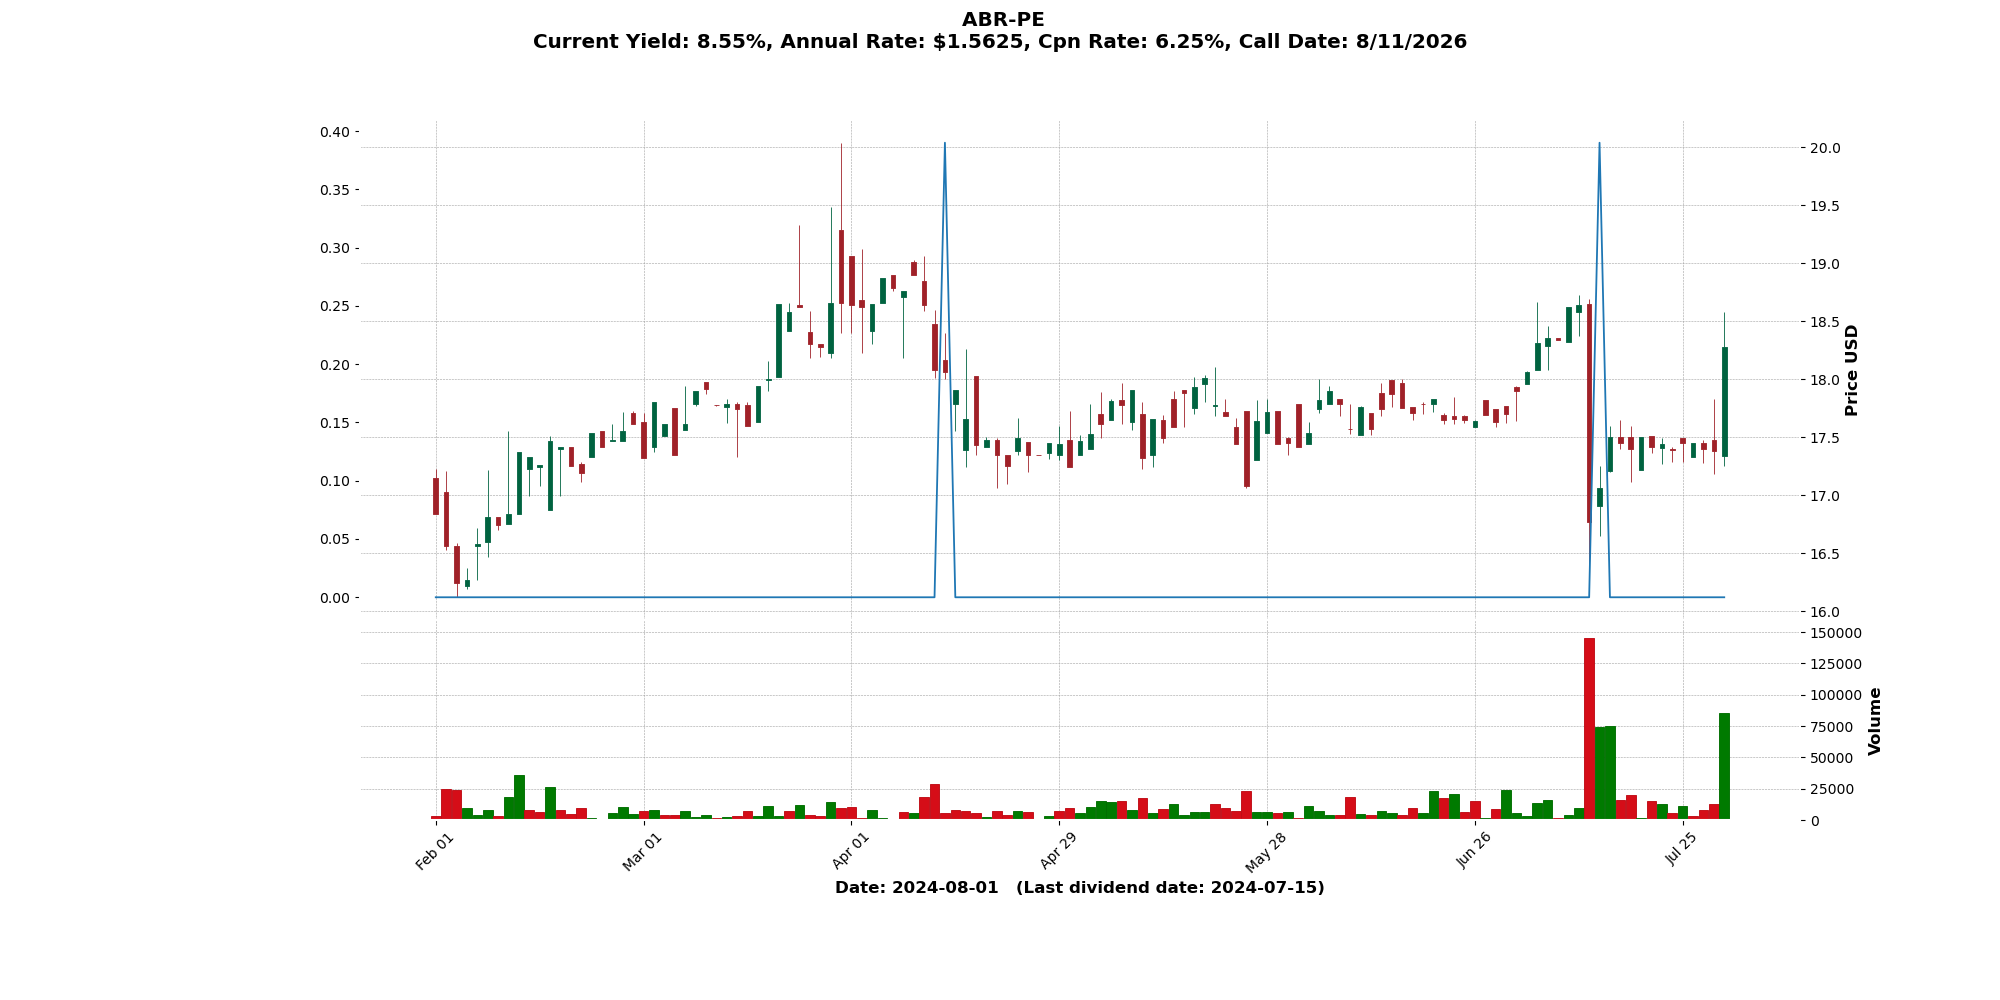 ABR-PE
Current Yield: 8.55%, Annual Rate: $1.5625, Cpn Rate: 6.25%, Call Date: 8/11/2026
0.40
0.35
0.30
0.25
0.20
0.15
0.10
0.05
0.00
20.0
19.5
19.0
18.5
18.0
17.5
17.0
16.5
16.0
Price USD
150000
125000
100000
75000
50000
25000
0
Volume
Feb 01
Mar 01
Apr 01
Apr 29
May 28
Jun 26
Jul 25
Date: 2024-08-01   (Last dividend date: 2024-07-15)